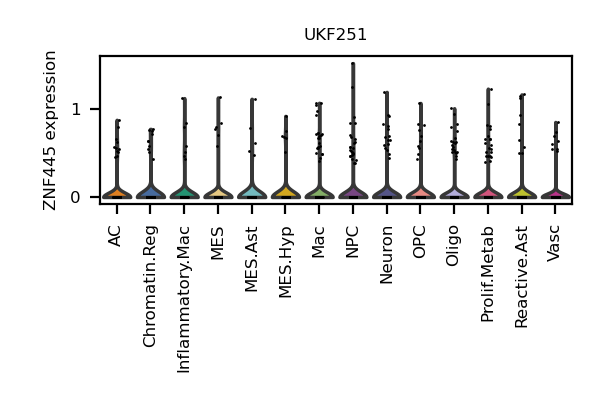 UKF251
ZNF445 expression
1
0
AC
Chromatin.Reg
Inflammatory.Mac
MES
MES.Ast
MES.Hyp
Mac
NPC
Neuron
OPC
Oligo
Prolif.Metab
Reactive.Ast
Vasc